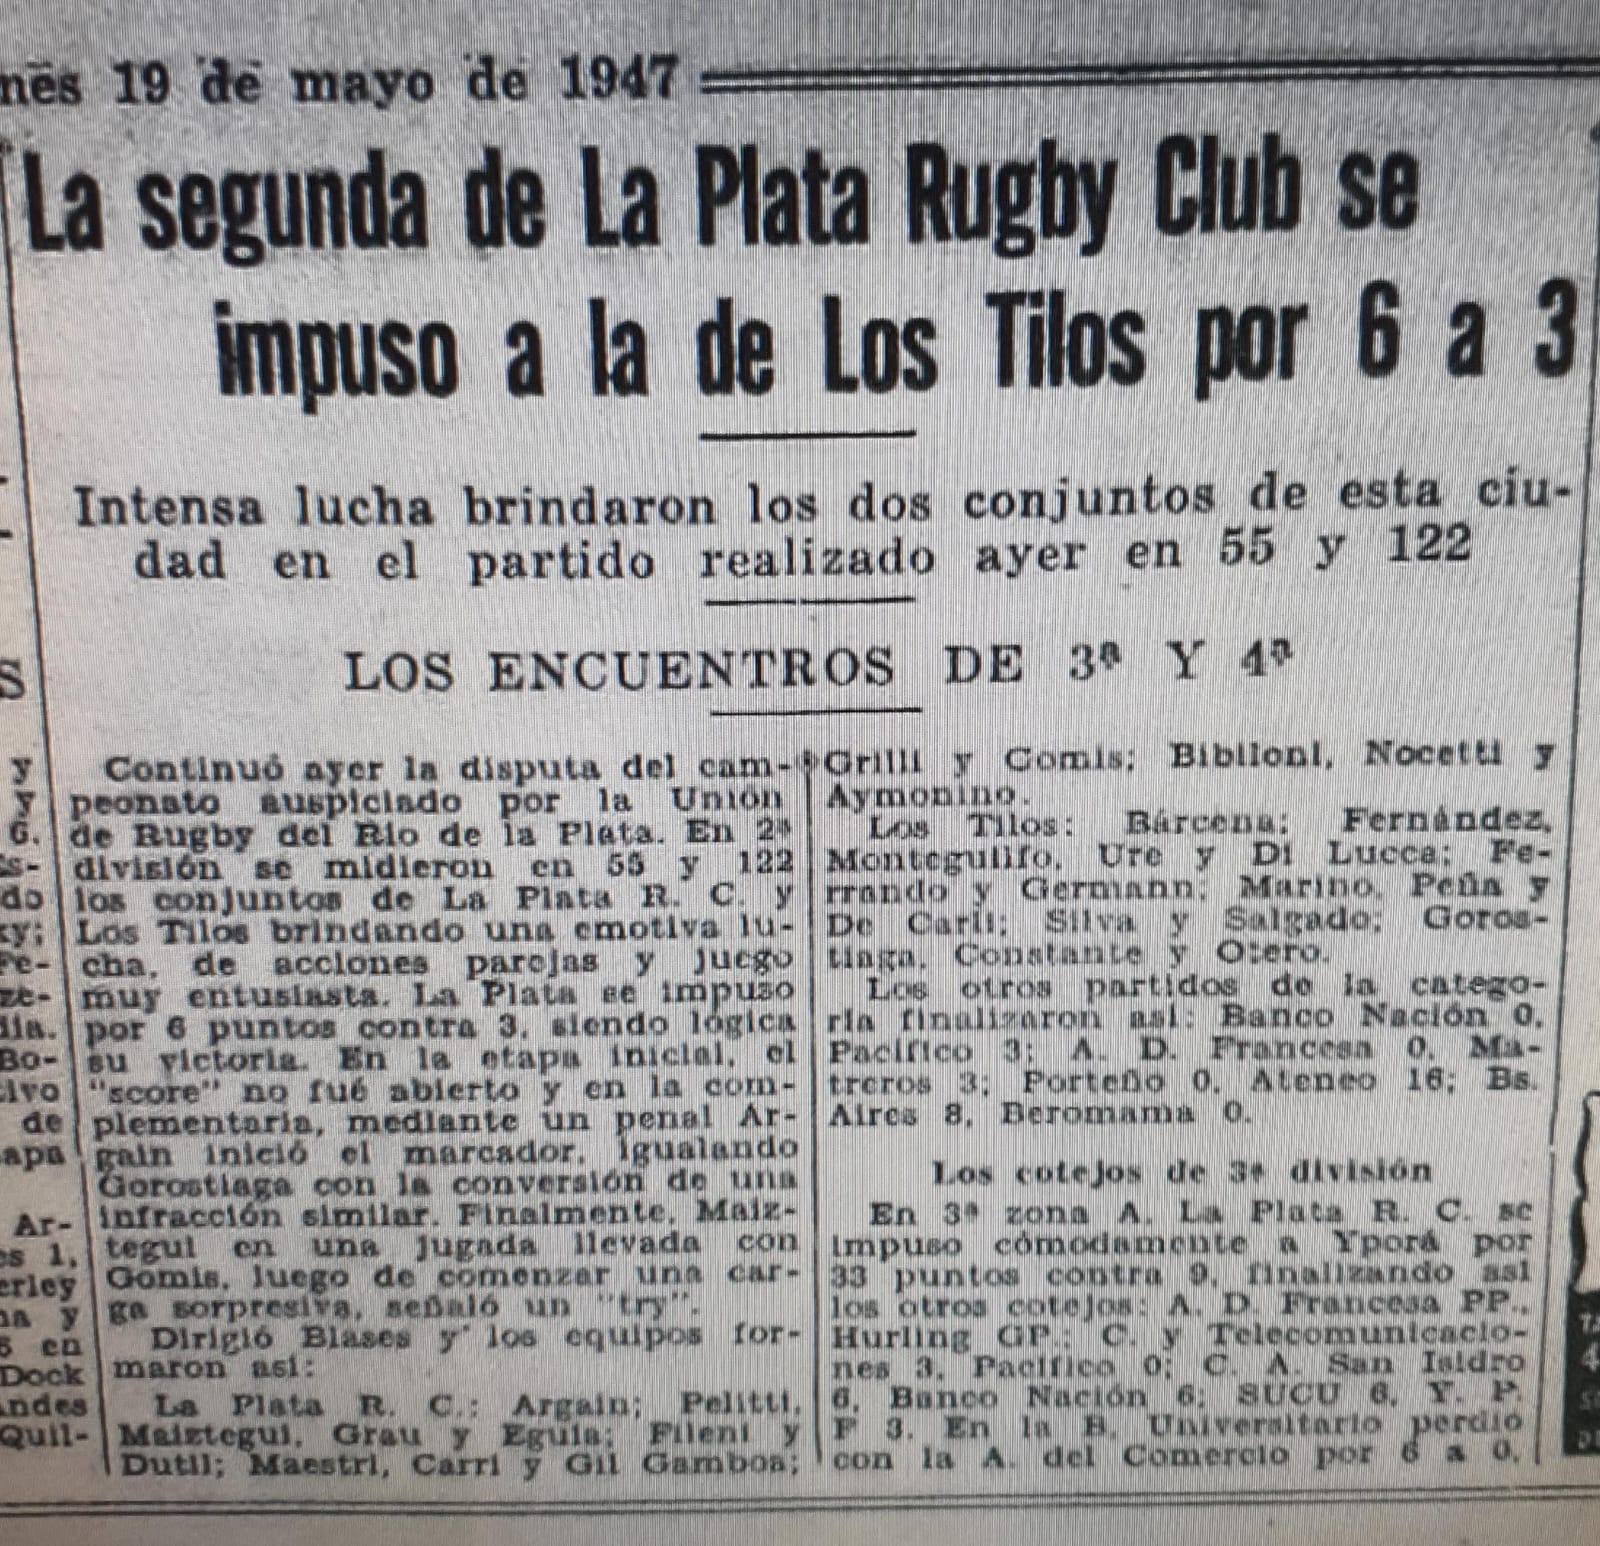 nes 19 de mayo de 1947
La segunda de La Plata Rugby Club se
impuso a la de Los Tilos por 6 a 3
Intensa lucha brindaron los dos conjuntos de esta ciu-
dad en el partido realizado ayer en 55 y 122
LOS ENCUENTROS DE 3ª Y 4ª
Continuó ayer la disputa del cam-
peonato auspiciado por la Unión
de Rugby del Río de la Plata. En 2ª
división se midieron en 55 y 122
los conjuntos de La Plata R. C. y
Los Tilos brindando una emotiva lu-
cha, de acciones parejas y juego
muy entusiasta. La Plata se impuso
por 6 puntos contra 3, siendo lógica
su victoria. En la etapa inicial, el
"score" no fué abierto y en la com-
plementaria, mediante un penal Ar-
gain inició el marcador, igualando
Gorostiaga con la conversión de una
infracción similar. Finalmente, Maiz-
tegui en una jugada llevada con
Gomis, luego de comenzar una car-
ga sorpresiva, señaló un "try".
Dirigió Blases y los equipos for-
maron así:
La Plata R. C.: Argain; Pelitti,
Maiztegui, Grau y Eguia; Fileni y
Dutil; Maestri, Carri y Gil Gamboa;
Grilli y Gomis; Bibiloni, Nocetti y
Aymonino.
Los Tilos: Bárcena; Fernández,
Monteguilfo, Ure y Di Lucca; Fe-
rrando y Germann; Marino, Peña y
De Carli; Silva y Salgado; Goros-
tiaga, Constante y Otero.
Los otros partidos de la catego-
ría finalizaron así: Banco Nación 0,
Pacífico 3; A. D. Francesa 0, Ma-
treros 3; Porteño 0, Ateneo 16; Bs.
Aires 8, Beromama 0.
Los cotejos de 3ª división
En 3ª zona A, La Plata R. C. se
impuso cómodamente a Yporá por
33 puntos contra 9, finalizando así
los otros cotejos: A. D. Francesa PP.,
Hurling GP.; C. y Telecomunicacio-
nes 3, Pacífico 0; C. A. San Isidro
6, Banco Nación 6; SUCU 6, Y. P.
F 3. En la B, Universitario perdió
con la A. del Comercio por 6 a 0.